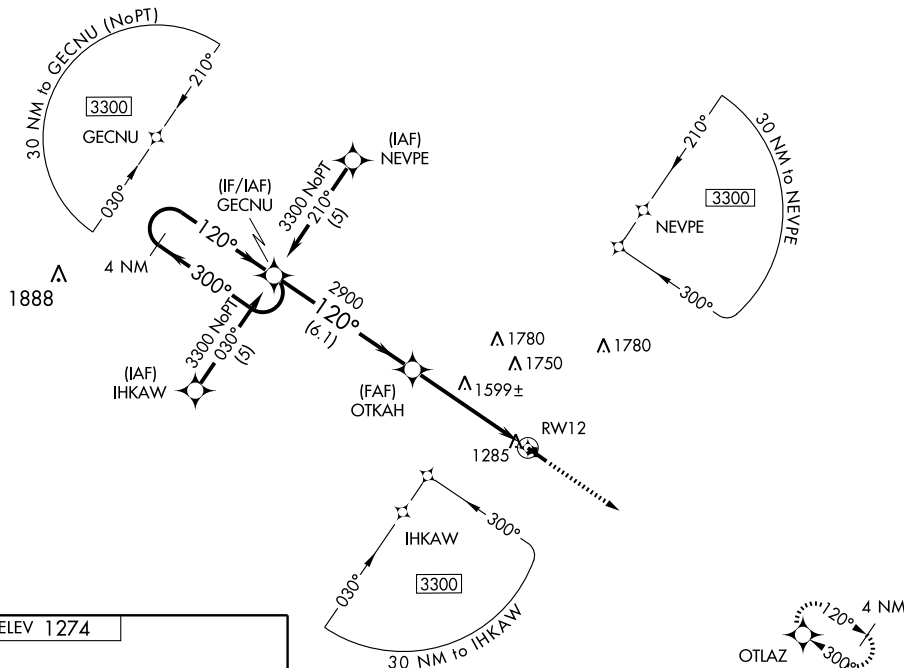 30 NM to GECNU (NoPT)
210°
3300
GECNU
030°
(IAF)
NEVPE
3300 NoPT
210°
(5)
(IF/IAF)
GECNU
120°
4 NM
300°
1888
3300 NoPT
030°
(5)
(IAF)
IHKAW
2900
120°
(6.1)
(FAF)
OTKAH
210°
30 NM to NEVPE
3300
NEVPE
300°
1780
1750
1780
1599±
RW12
1285
300°
IHKAW
030°
3300
30 NM to IHKAW
ELEV 1274
120°
4 NM
OTLAZ
300°